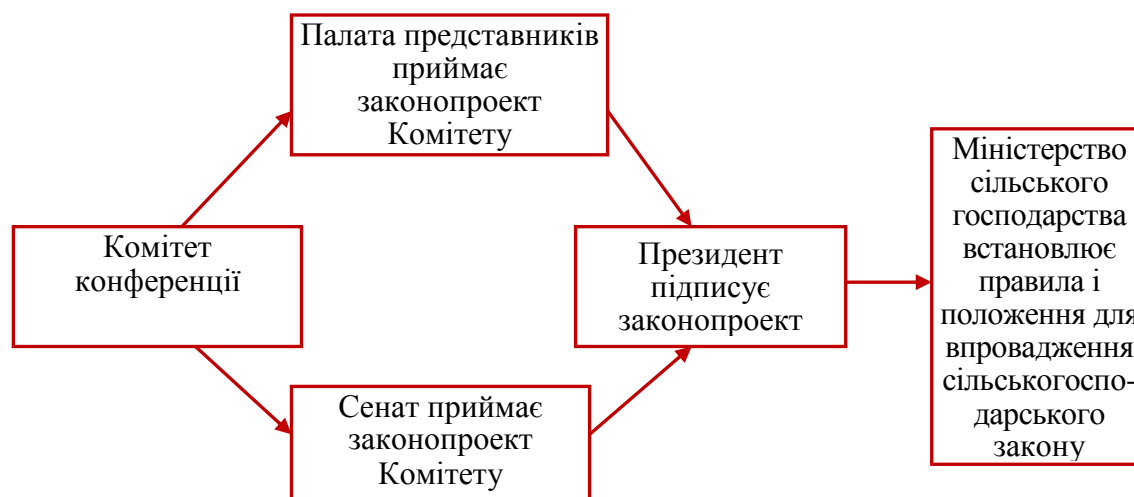 Палата представників
приймає
законопроект
Комітету
Комітет
конференції
Сенат приймає
законопроект
Комітету
Президент
підписує
законопроект
Міністерство
сільського
господарства
встановлює
правила і
положення для
впровадження
сільськогоспо-
дарського
закону